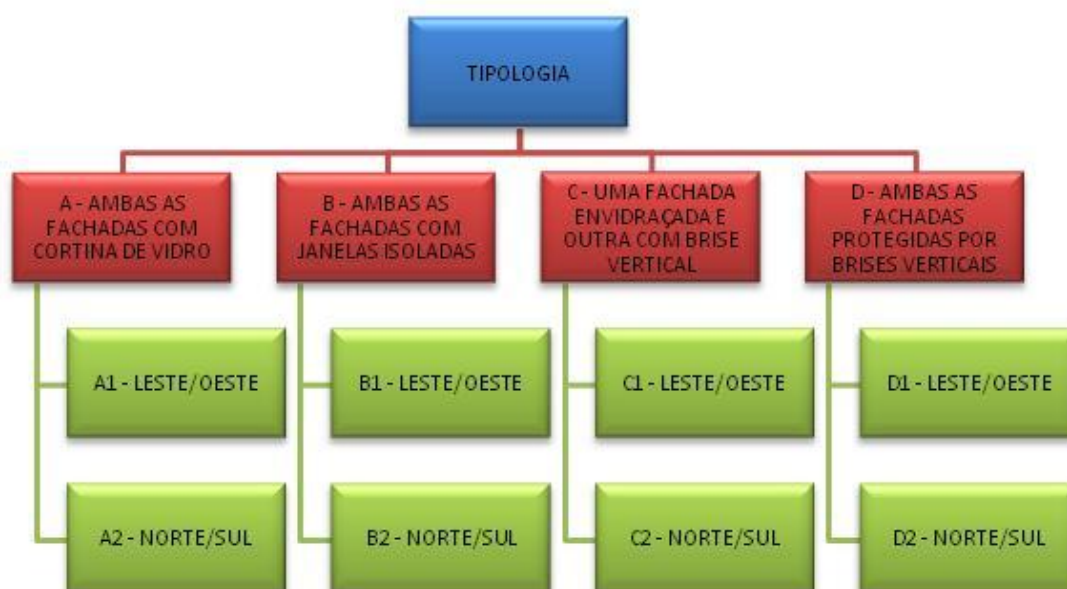 TIPOLOGIA
A - AMBAS AS
FACHADAS COM
CORTINA DE VIDRO
B - AMBAS AS
FACHADAS COM
JANELAS ISOLADAS
C - UMA FACHADA
ENVIDRAÇADA E
OUTRA COM BRISE
VERTICAL
D - AMBAS AS
FACHADAS
PROTEGIDAS POR
BRISES VERTICAIS
A1 - LESTE/OESTE
B1 - LESTE/OESTE
C1 - LESTE/OESTE
D1 - LESTE/OESTE
A2 - NORTE/SUL
B2 - NORTE/SUL
C2 - NORTE/SUL
D2 - NORTE/SUL